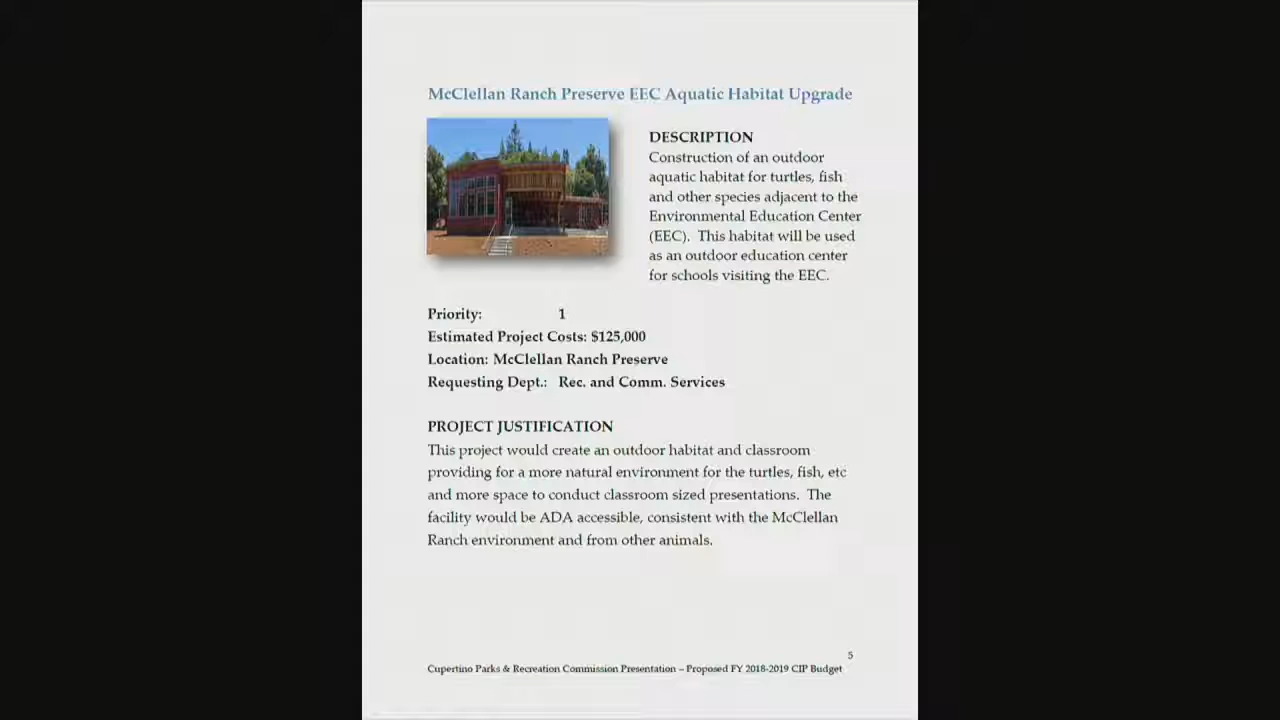 McClellan Ranch Preserve EEC Aquatic Habitat Upgrade
DESCRIPTION
Construction of an outdoor
aquatic habitat for turtles, fish
and other species adjacent to the
Environmental Education Center
(EEC).  This habitat will be used
as an outdoor education center
for schools visiting the EEC.
Priority: 1
Estimated Project Costs: $125,000
Location: McClellan Ranch Preserve
Requesting Dept.: Rec. and Comm. Services
PROJECT JUSTIFICATION
This project would create an outdoor habitat and classroom
providing for a more natural environment for the turtles, fish, etc
and more space to conduct classroom sized presentations.  The
facility would be ADA accessible, consistent with the McClellan
Ranch environment and from other animals.
5
Cupertino Parks & Recreation Commission Presentation – Proposed FY 2018-2019 CIP Budget